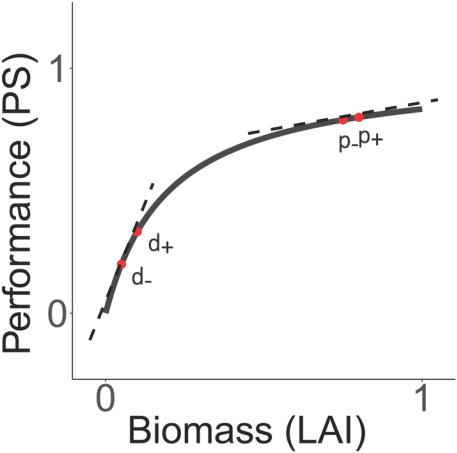 Performance (PS)
1
p-p+
d+
d-
0
0 1
Biomass (LAI)